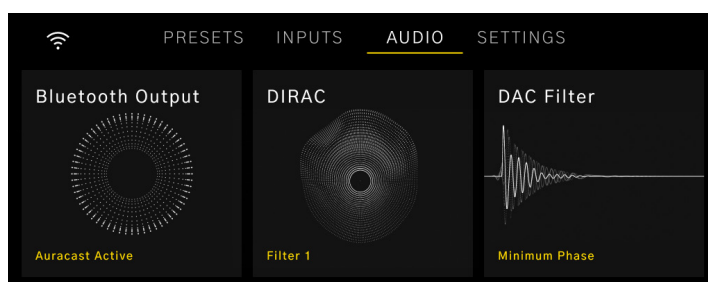 PRESETS INPUTS AUDIO SETTINGS
Bluetooth Output
Auracast Active
DIRAC
Filter 1
DAC Filter
Minimum Phase